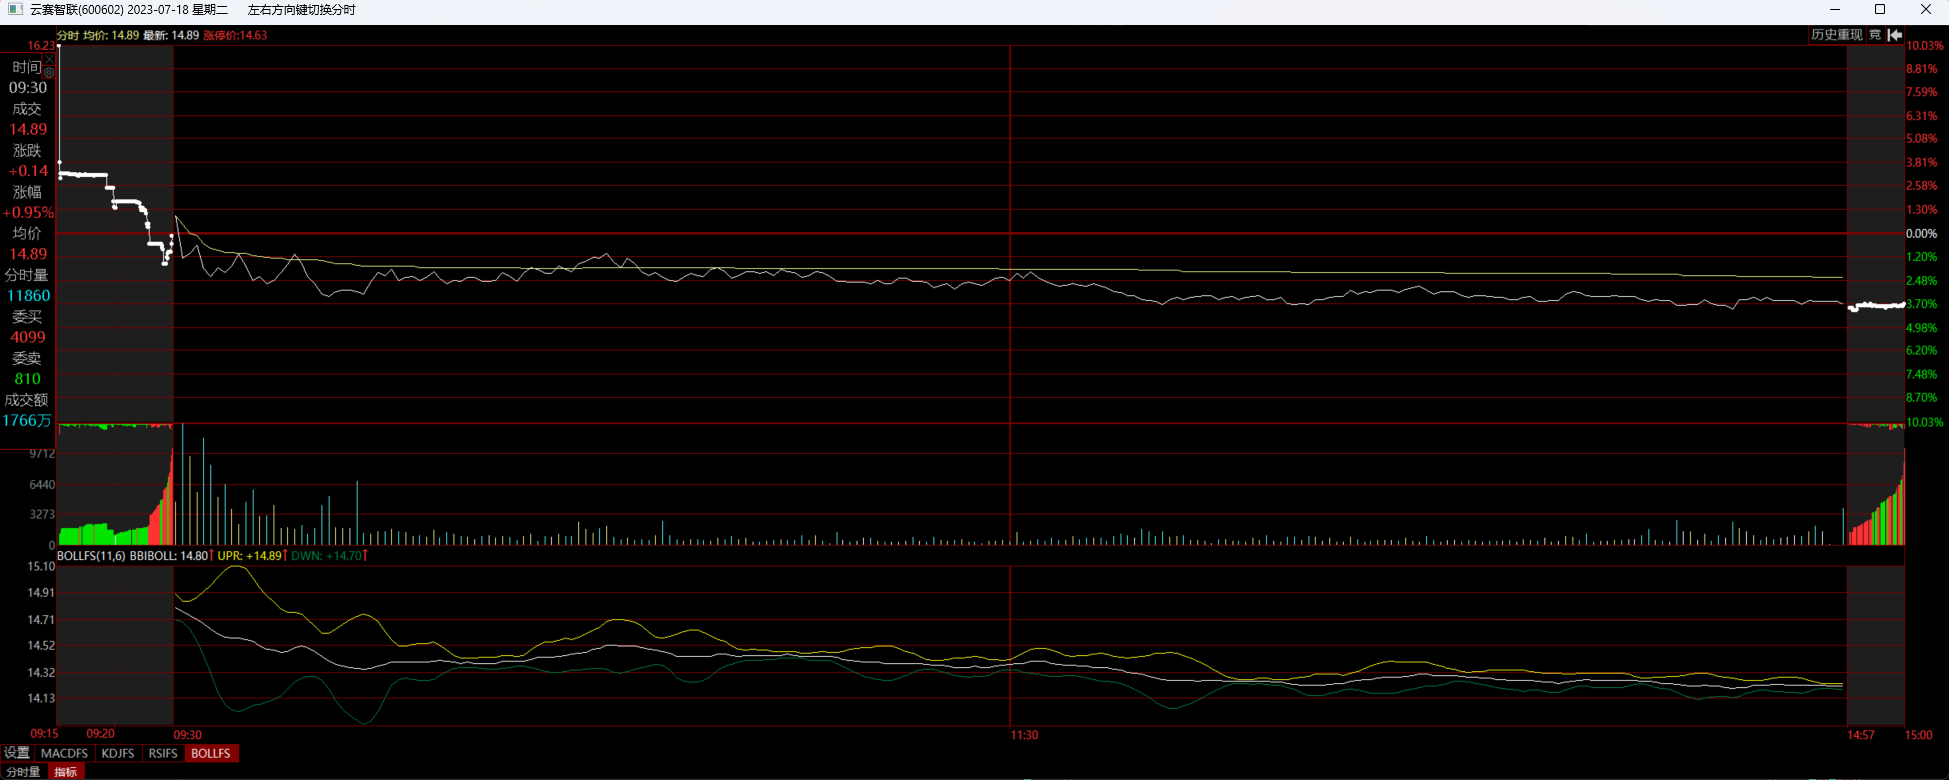 云赛智联(600602) 2023-07-18 星期二 左右方向键切换分时
分时 均价: 14.89 最新: 14.89 涨停价:14.63
历史重现 竞
16.23
时间
09:30
成交
14.89
涨跌
+0.14
涨幅
+0.95%
均价
14.89
分时量
11860
委买
4099
委卖
810
成交额
1766万
10.03%
8.81%
7.59%
6.31%
5.08%
3.81%
2.58%
1.30%
0.00%
1.20%
2.48%
3.70%
4.98%
6.20%
7.48%
8.70%
10.03%
9712
6440
3273
0
BOLLFS(11,6) BBIBOLL: 14.80↑ UPR: +14.89↑ DWN: +14.70↑
15.10
14.91
14.71
14.52
14.32
14.13
09:15 09:20 09:30 11:30 14:57 15:00
设置 MACDFS KDJFS RSIFS BOLLFS
分时量 指标